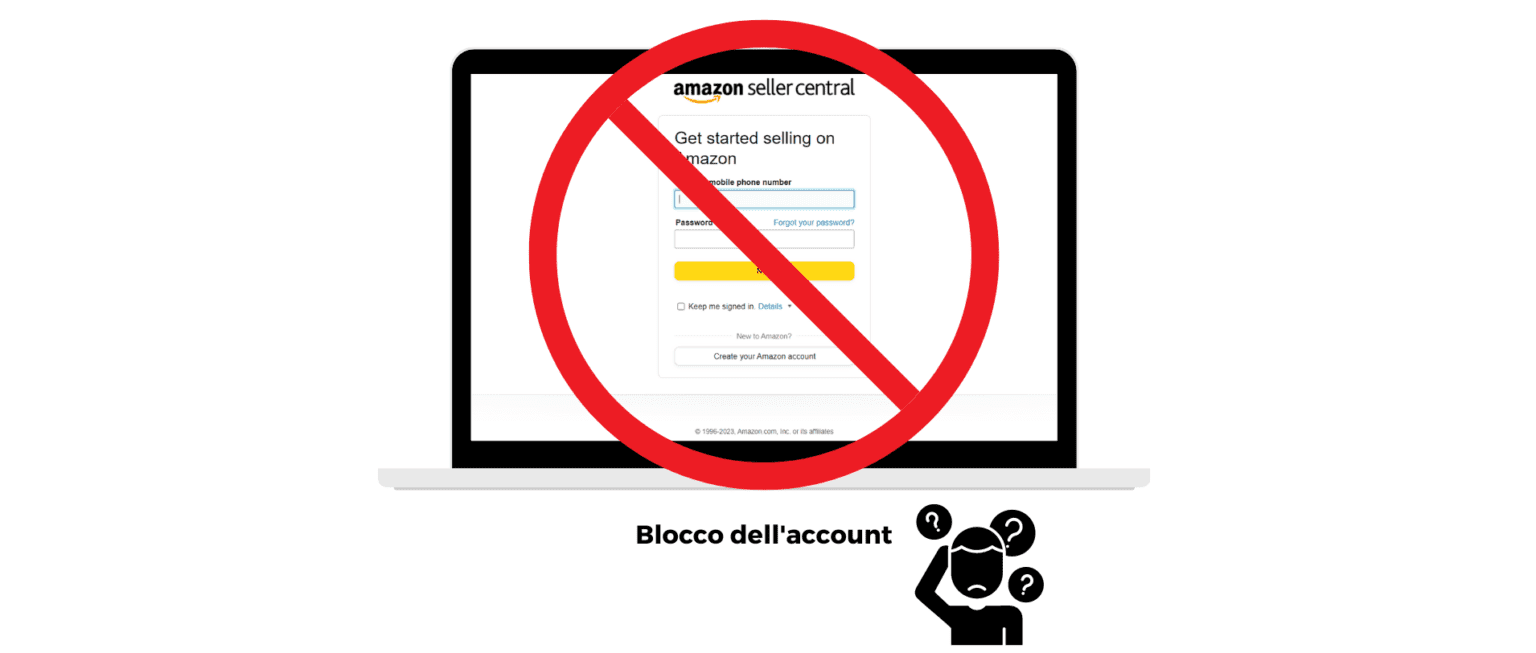 amazon seller central
Get started selling on
mazon
mobile phone number
Password
Forgot your password?
Keep me signed in. Details
New to Amazon?
Create your Amazon account
© 1996-2023, Amazon.com, Inc. or its affiliates
Blocco dell'account
? ? ?